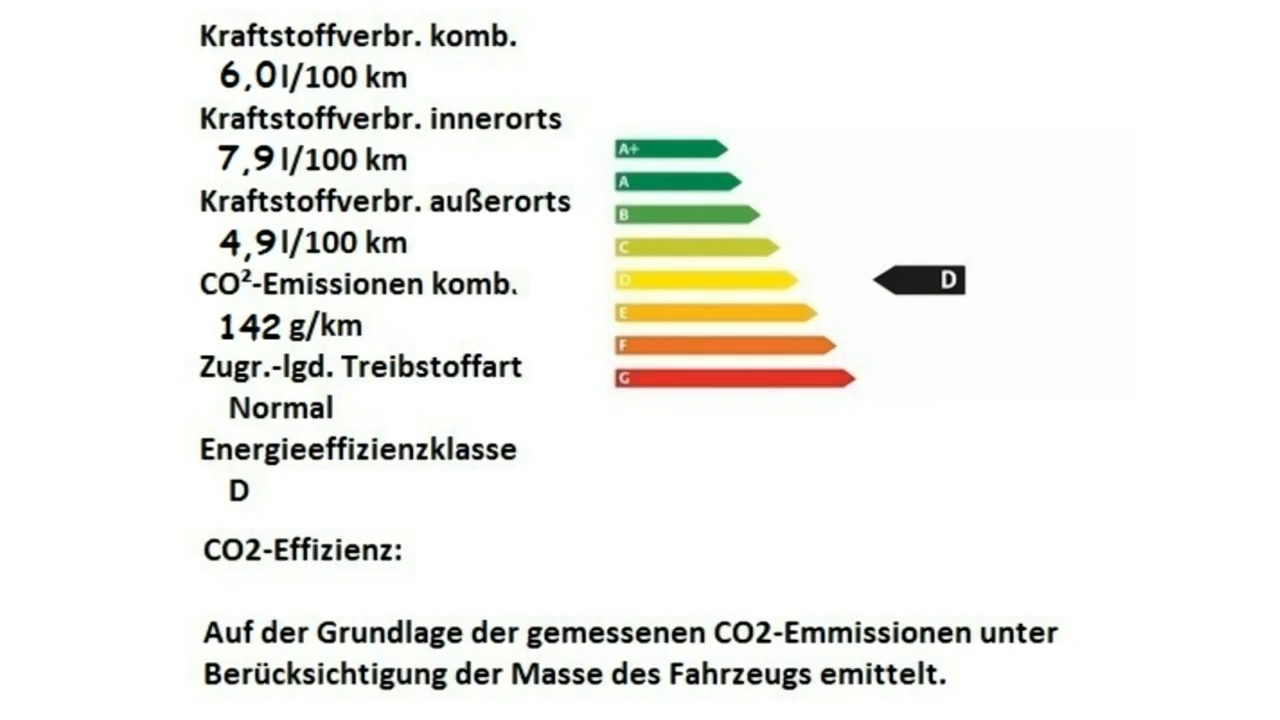 Kraftstoffverbr. komb.
6,0 l/100 km
Kraftstoffverbr. innerorts
7,9 l/100 km
Kraftstoffverbr. außerorts
4,9 l/100 km
CO²-Emissionen komb.
142 g/km
Zugr.-lgd. Treibstoffart
Normal
Energieeffizienzklasse
D
A+
A
B
C
D
D
E
F
G
CO2-Effizienz:
Auf der Grundlage der gemessenen CO2-Emmissionen unter
Berücksichtigung der Masse des Fahrzeugs emittelt.